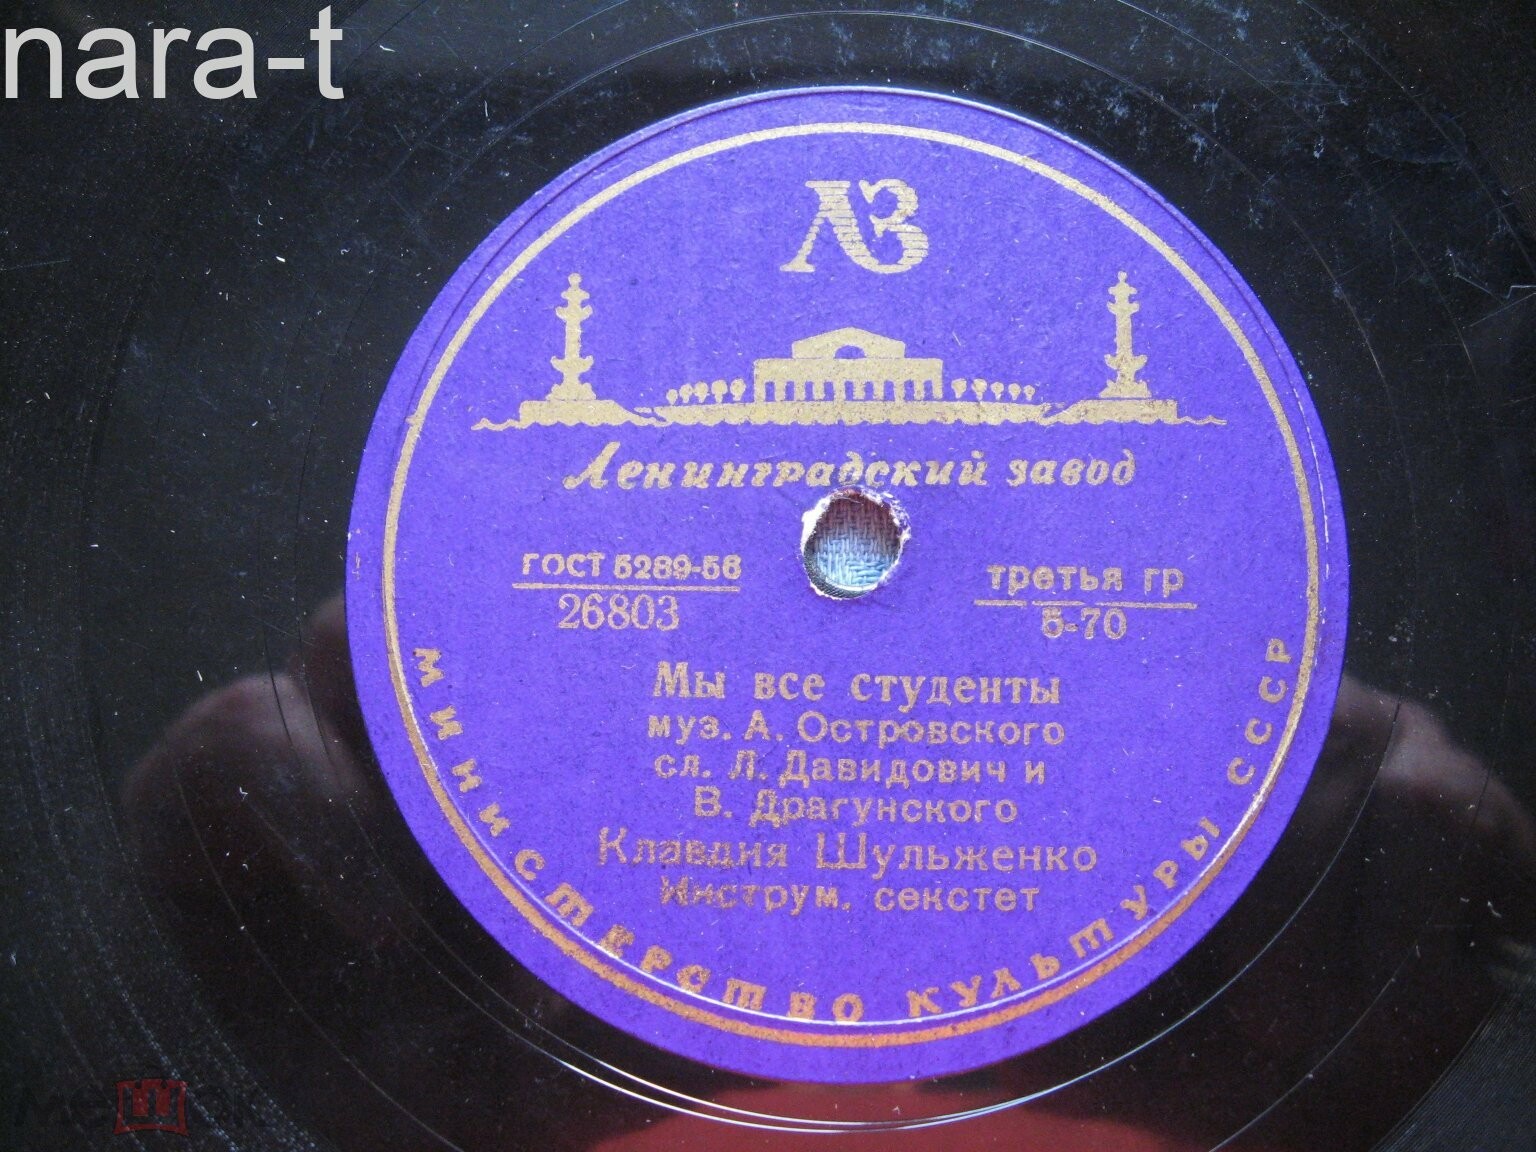 nara-t
ЛЗ
Ленинградский завод
ГОСТ 5289-56
26803
третья гр
5-70
Мы все студенты
муз. А. Островского
сл. Л. Давидович и
В. Драгунского
Клавдия Шульженко
Инструм. секстет
МИНИСТЕРСТВО КУЛЬТУРЫ СССР
мешок